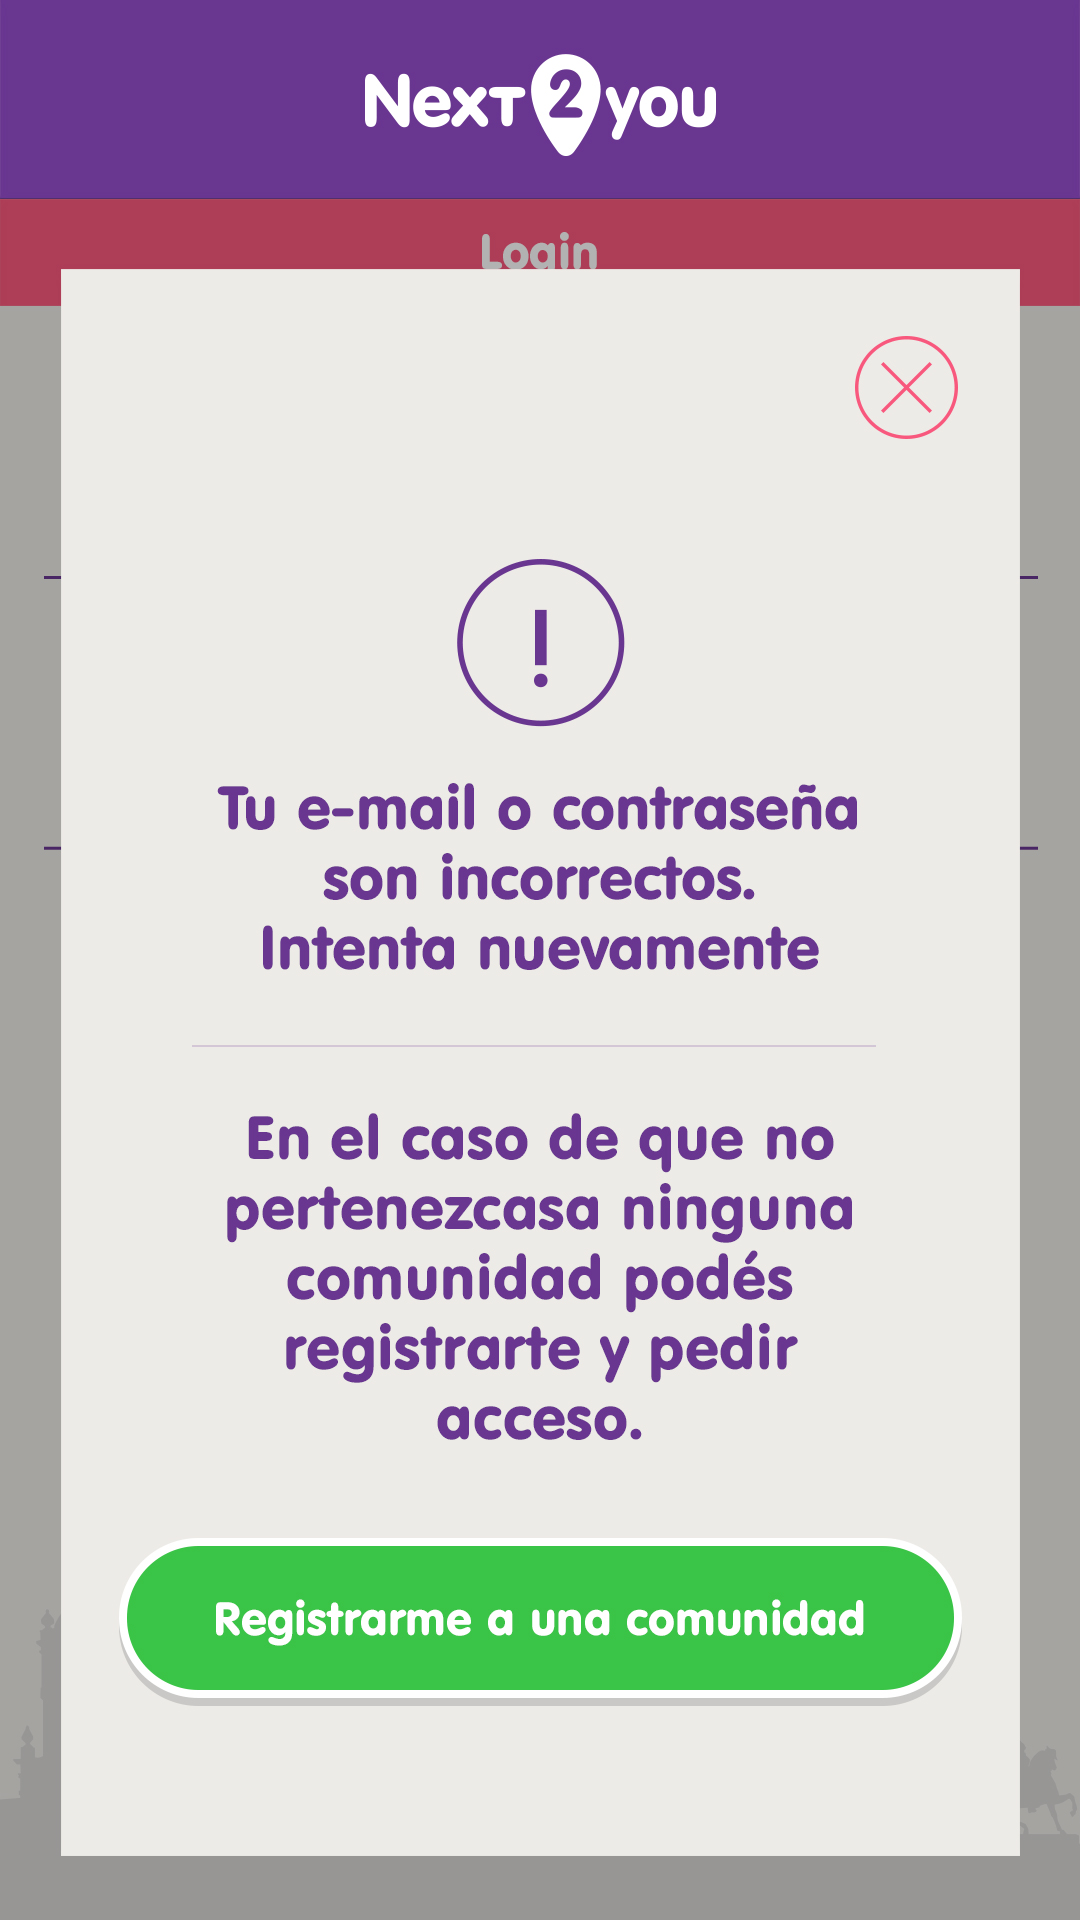 Next2you
Login
Tu e-mail o contraseña
son incorrectos.
Intenta nuevamente
En el caso de que no
pertenezcasa ninguna
comunidad podés
registrarte y pedir
acceso.
Registrarme a una comunidad